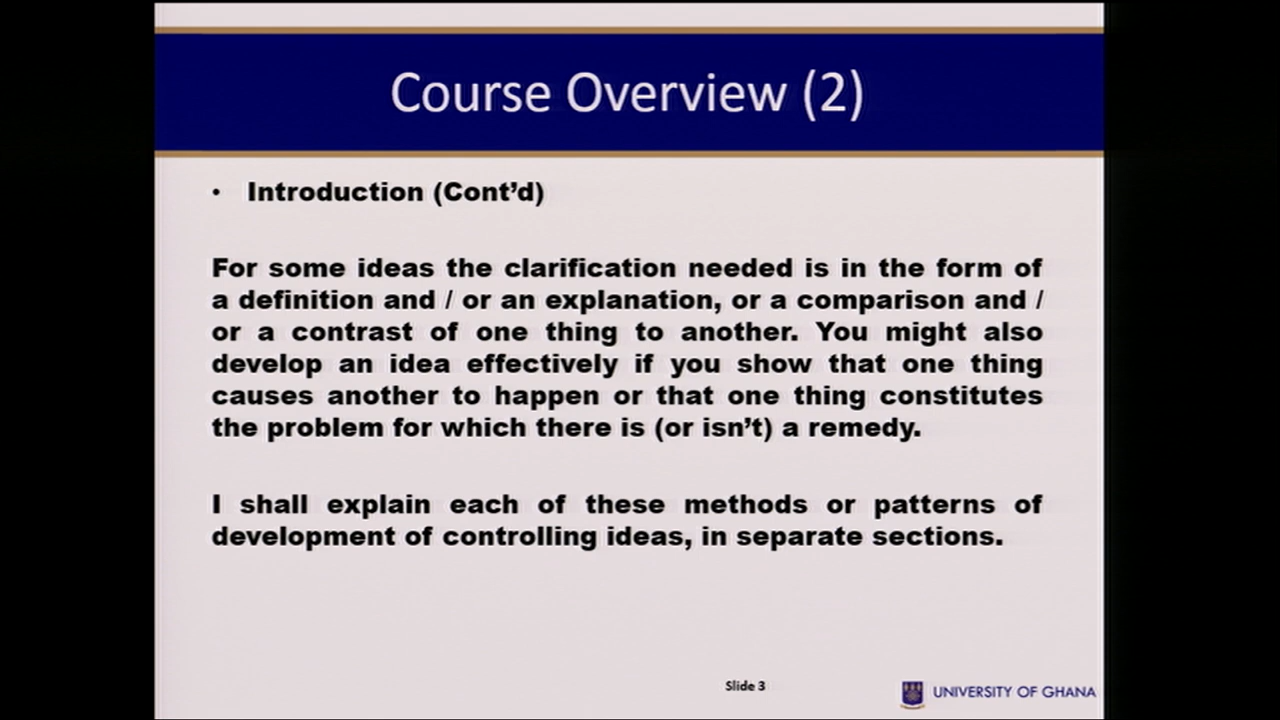 Course Overview (2)
• Introduction (Cont’d)
For some ideas the clarification needed is in the form of
a definition and / or an explanation, or a comparison and /
or a contrast of one thing to another. You might also
develop an idea effectively if you show that one thing
causes another to happen or that one thing constitutes
the problem for which there is (or isn’t) a remedy.
I shall explain each of these methods or patterns of
development of controlling ideas, in separate sections.
Slide 3
UNIVERSITY OF GHANA